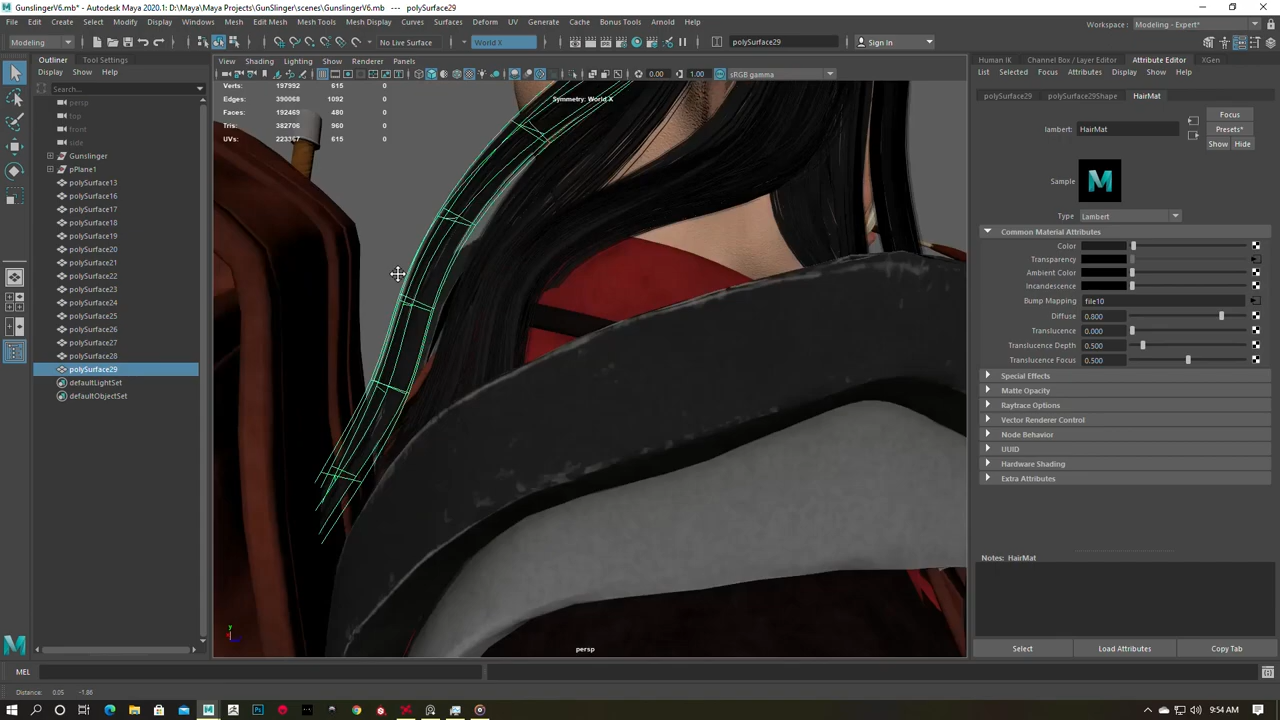 GunslingerV6.mb* - Autodesk Maya 2020.1: D:\Maya\Maya Projects\GunSlinger\scenes\GunslingerV6.mb* --- polySurface29
File Edit Create Select Modify Display Windows Mesh Edit Mesh Mesh Tools Mesh Display Curves Surfaces Deform UV Generate Cache Bonus Tools Arnold Help
Workspace : Modeling - Expert*
Modeling No Live Surface World X polySurface29 Sign In
Outliner Tool Settings
Display Show Help
Search...
persp
top
front
side
Gunslinger
pPlane1
polySurface13
polySurface16
polySurface17
polySurface18
polySurface19
polySurface20
polySurface21
polySurface22
polySurface23
polySurface24
polySurface25
polySurface26
polySurface27
polySurface28
polySurface29
defaultLightSet
defaultObjectSet
View Shading Lighting Show Renderer Panels
0.00 1.00 sRGB gamma
Verts: 197992 615 0
Edges: 390068 1092 0
Faces: 192469 480 0
Tris: 382706 960 0
UVs: 223367 615 0
Symmetry: World X
persp
y
Human IK Channel Box / Layer Editor Attribute Editor XGen
List Selected Focus Attributes Display Show Help
polySurface29 polySurface29Shape HairMat
lambert: HairMat
Focus
Presets*
Show Hide
Sample
Type Lambert
Common Material Attributes
Color
Transparency
Ambient Color
Incandescence
Bump Mapping file10
Diffuse 0.800
Translucence 0.000
Translucence Depth 0.500
Translucence Focus 0.500
Special Effects
Matte Opacity
Raytrace Options
Vector Renderer Control
Node Behavior
UUID
Hardware Shading
Extra Attributes
Notes: HairMat
Select Load Attributes Copy Tab
MEL
Distance: 0.05 -1.86
9:54 AM